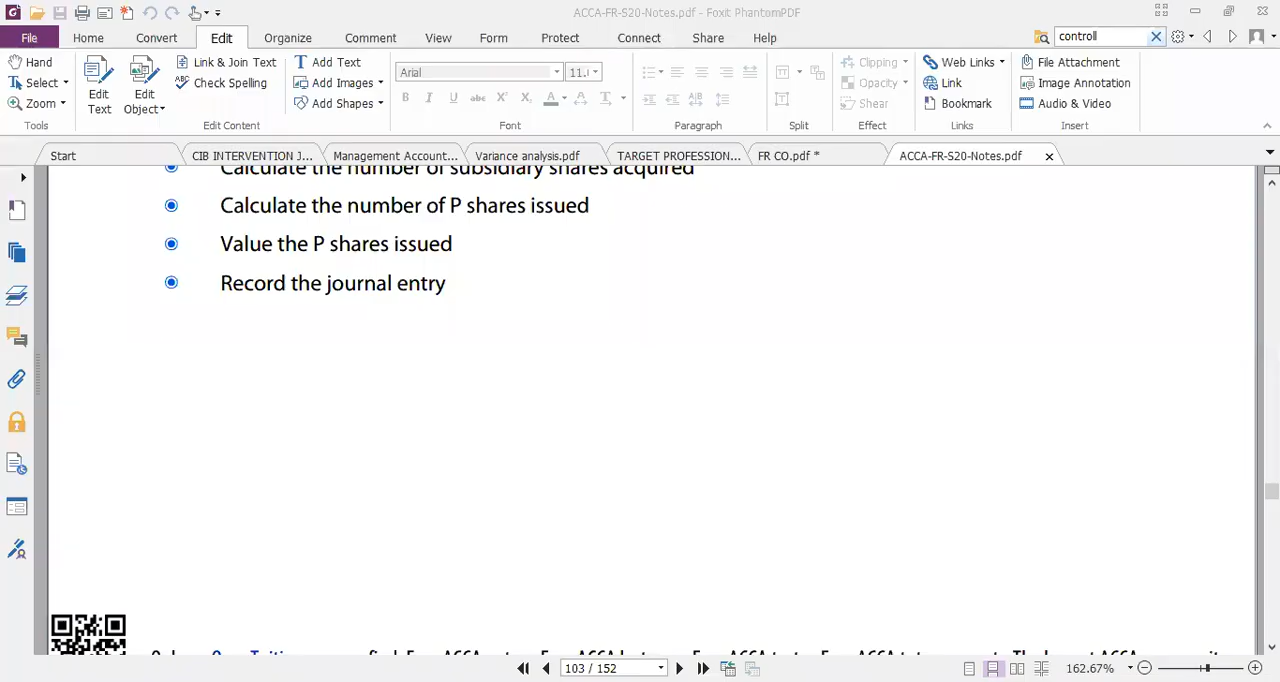 ACCA-FR-S20-Notes.pdf - Foxit PhantomPDF
File Home Convert Edit Organize Comment View Form Protect Connect Share Help controll
Hand Select Zoom Tools
Edit Text Edit Object Link & Join Text Check Spelling Edit Content
Add Text Add Images Add Shapes
Arial 11. B I U abc X X A A T Font
Paragraph
Split
Clipping Opacity Shear Effect
Web Links Link Bookmark Links
File Attachment Image Annotation Audio & Video Insert
Start CIB INTERVENTION J... Management Account... Variance analysis.pdf TARGET PROFESSION... FR CO.pdf * ACCA-FR-S20-Notes.pdf
Calculate the number of subsidiary shares acquired
Calculate the number of P shares issued
Value the P shares issued
Record the journal entry
103 / 152 162.67%